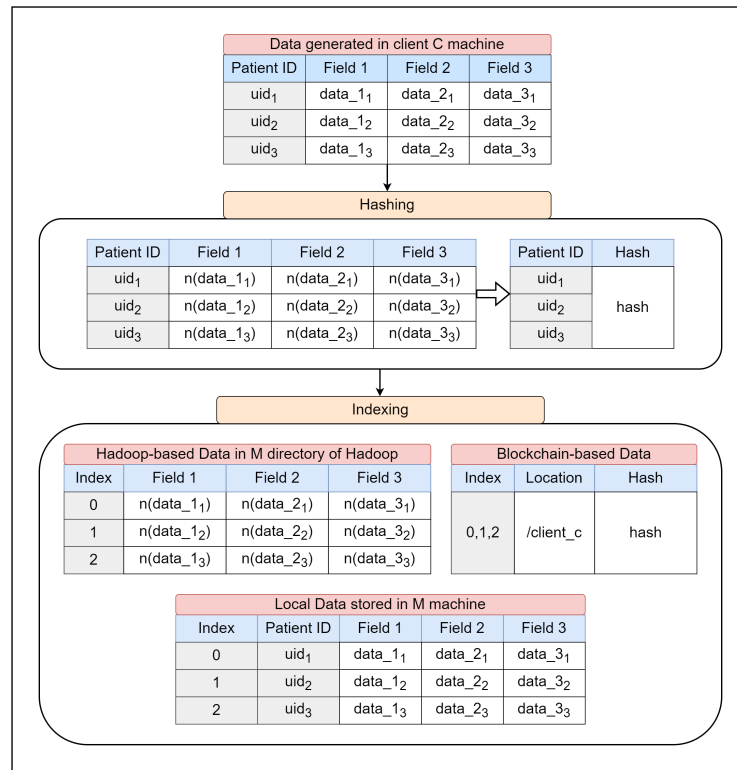 Data generated in client C machine
Patient ID Field 1 Field 2 Field 3
uid₁ data_1₁ data_2₁ data_3₁
uid₂ data_1₂ data_2₂ data_3₂
uid₃ data_1₃ data_2₃ data_3₃
Hashing
Patient ID Field 1 Field 2 Field 3 Patient ID Hash
uid₁ n(data_1₁) n(data_2₁) n(data_3₁) uid₁
uid₂ n(data_1₂) n(data_2₂) n(data_3₂) uid₂ hash
uid₃ n(data_1₃) n(data_2₃) n(data_3₃) uid₃
Indexing
Hadoop-based Data in M directory of Hadoop
Index Field 1 Field 2 Field 3
0 n(data_1₁) n(data_2₁) n(data_3₁)
1 n(data_1₂) n(data_2₂) n(data_3₂)
2 n(data_1₃) n(data_2₃) n(data_3₃)
Blockchain-based Data
Index Location Hash
0,1,2 /client_c hash
Local Data stored in M machine
Index Patient ID Field 1 Field 2 Field 3
0 uid₁ data_1₁ data_2₁ data_3₁
1 uid₂ data_1₂ data_2₂ data_3₂
2 uid₃ data_1₃ data_2₃ data_3₃